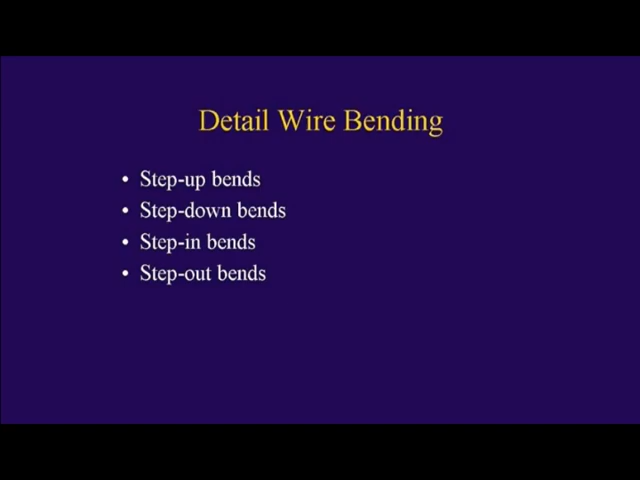 Detail Wire Bending
• Step-up bends
• Step-down bends
• Step-in bends
• Step-out bends